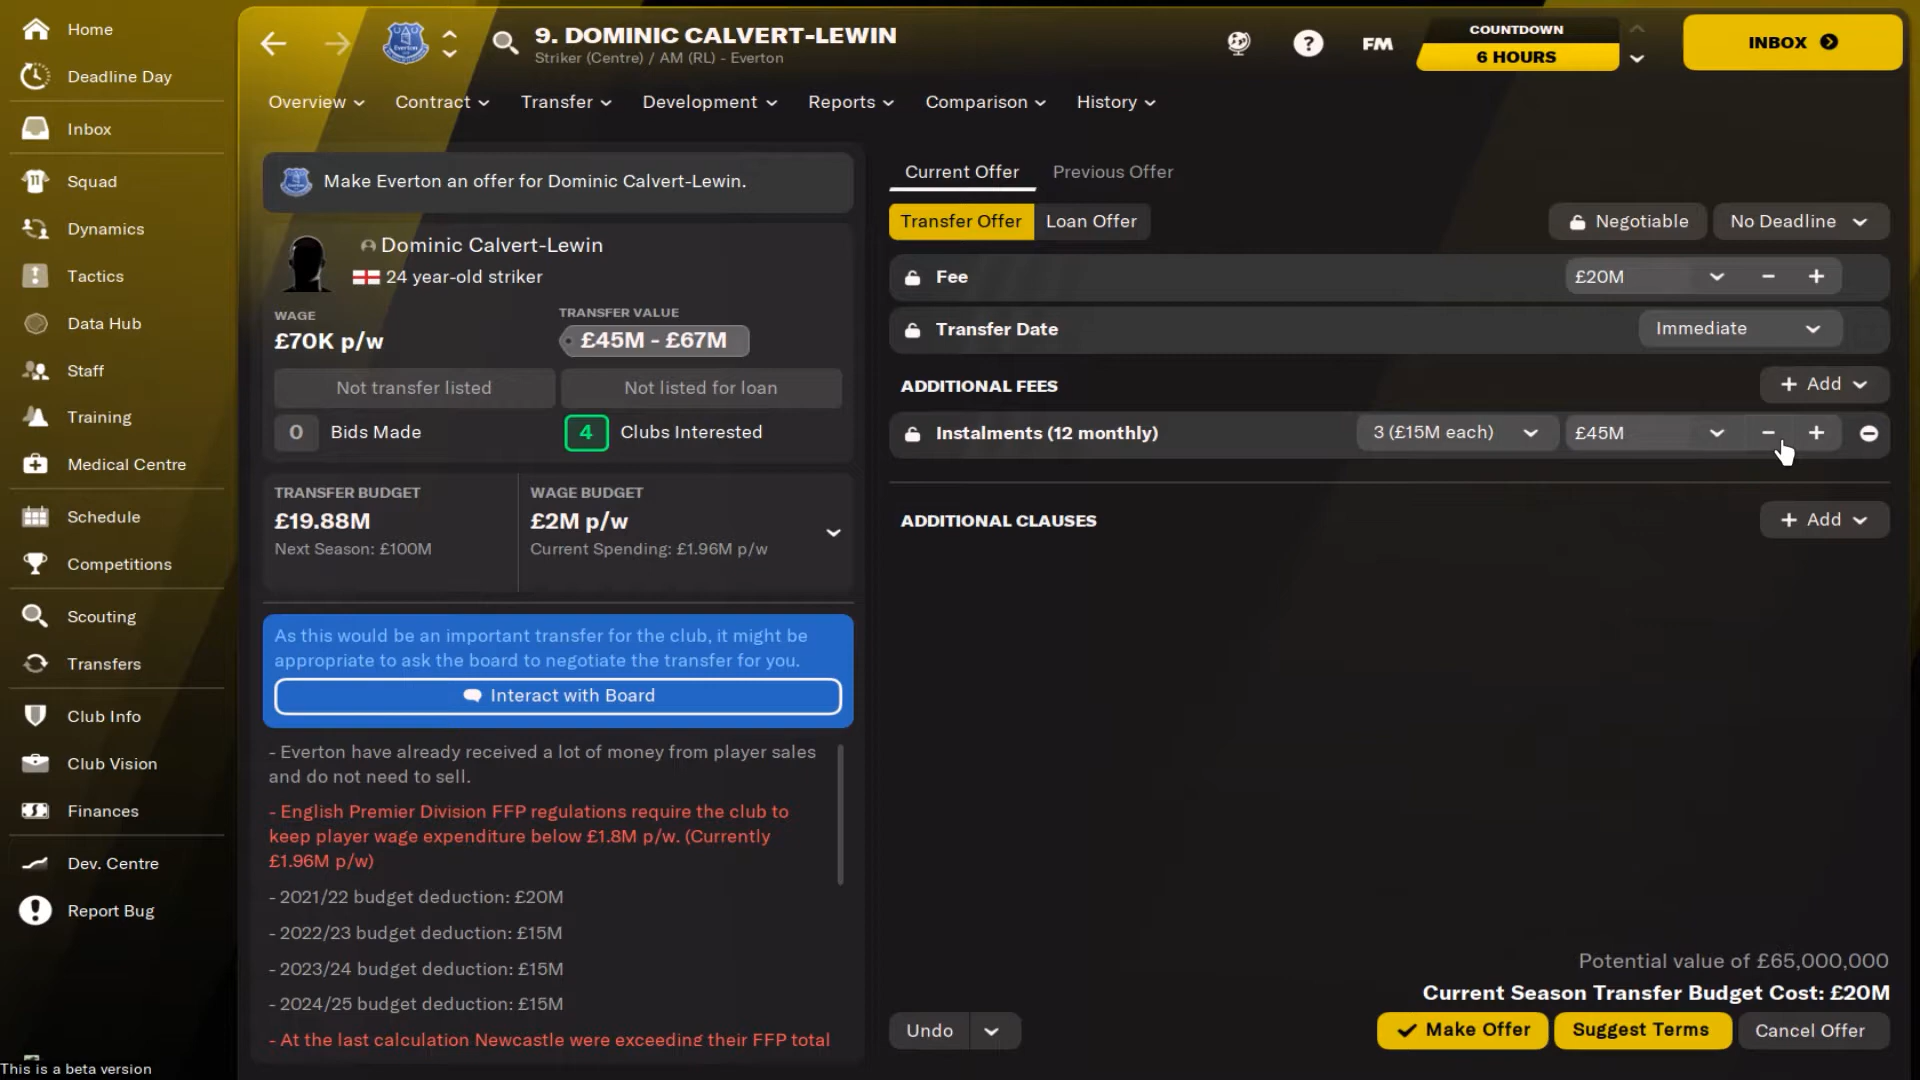 Home
Deadline Day
Inbox
Squad
Dynamics
Tactics
Data Hub
Staff
Training
Medical Centre
Schedule
Competitions
Scouting
Transfers
Club Info
Club Vision
Finances
Dev. Centre
Report Bug
This is a beta version
9. DOMINIC CALVERT-LEWIN
Striker (Centre) / AM (RL) - Everton
?
FM
COUNTDOWN
6 HOURS
INBOX
Overview
Contract
Transfer
Development
Reports
Comparison
History
Make Everton an offer for Dominic Calvert-Lewin.
Dominic Calvert-Lewin
24 year-old striker
WAGE
£70K p/w
TRANSFER VALUE
£45M - £67M
Not transfer listed
Not listed for loan
0 Bids Made
4 Clubs Interested
TRANSFER BUDGET
£19.88M
Next Season: £100M
WAGE BUDGET
£2M p/w
Current Spending: £1.96M p/w
As this would be an important transfer for the club, it might be
appropriate to ask the board to negotiate the transfer for you.
Interact with Board
- Everton have already received a lot of money from player sales
and do not need to sell.
- English Premier Division FFP regulations require the club to
keep player wage expenditure below £1.8M p/w. (Currently
£1.96M p/w)
- 2021/22 budget deduction: £20M
- 2022/23 budget deduction: £15M
- 2023/24 budget deduction: £15M
- 2024/25 budget deduction: £15M
- At the last calculation Newcastle were exceeding their FFP total
Current Offer
Previous Offer
Transfer Offer
Loan Offer
Negotiable
No Deadline
Fee
£20M
- +
Transfer Date
Immediate
ADDITIONAL FEES
+ Add
Instalments (12 monthly)
3 (£15M each)
£45M
- +
ADDITIONAL CLAUSES
+ Add
Potential value of £65,000,000
Current Season Transfer Budget Cost: £20M
Undo
Make Offer
Suggest Terms
Cancel Offer